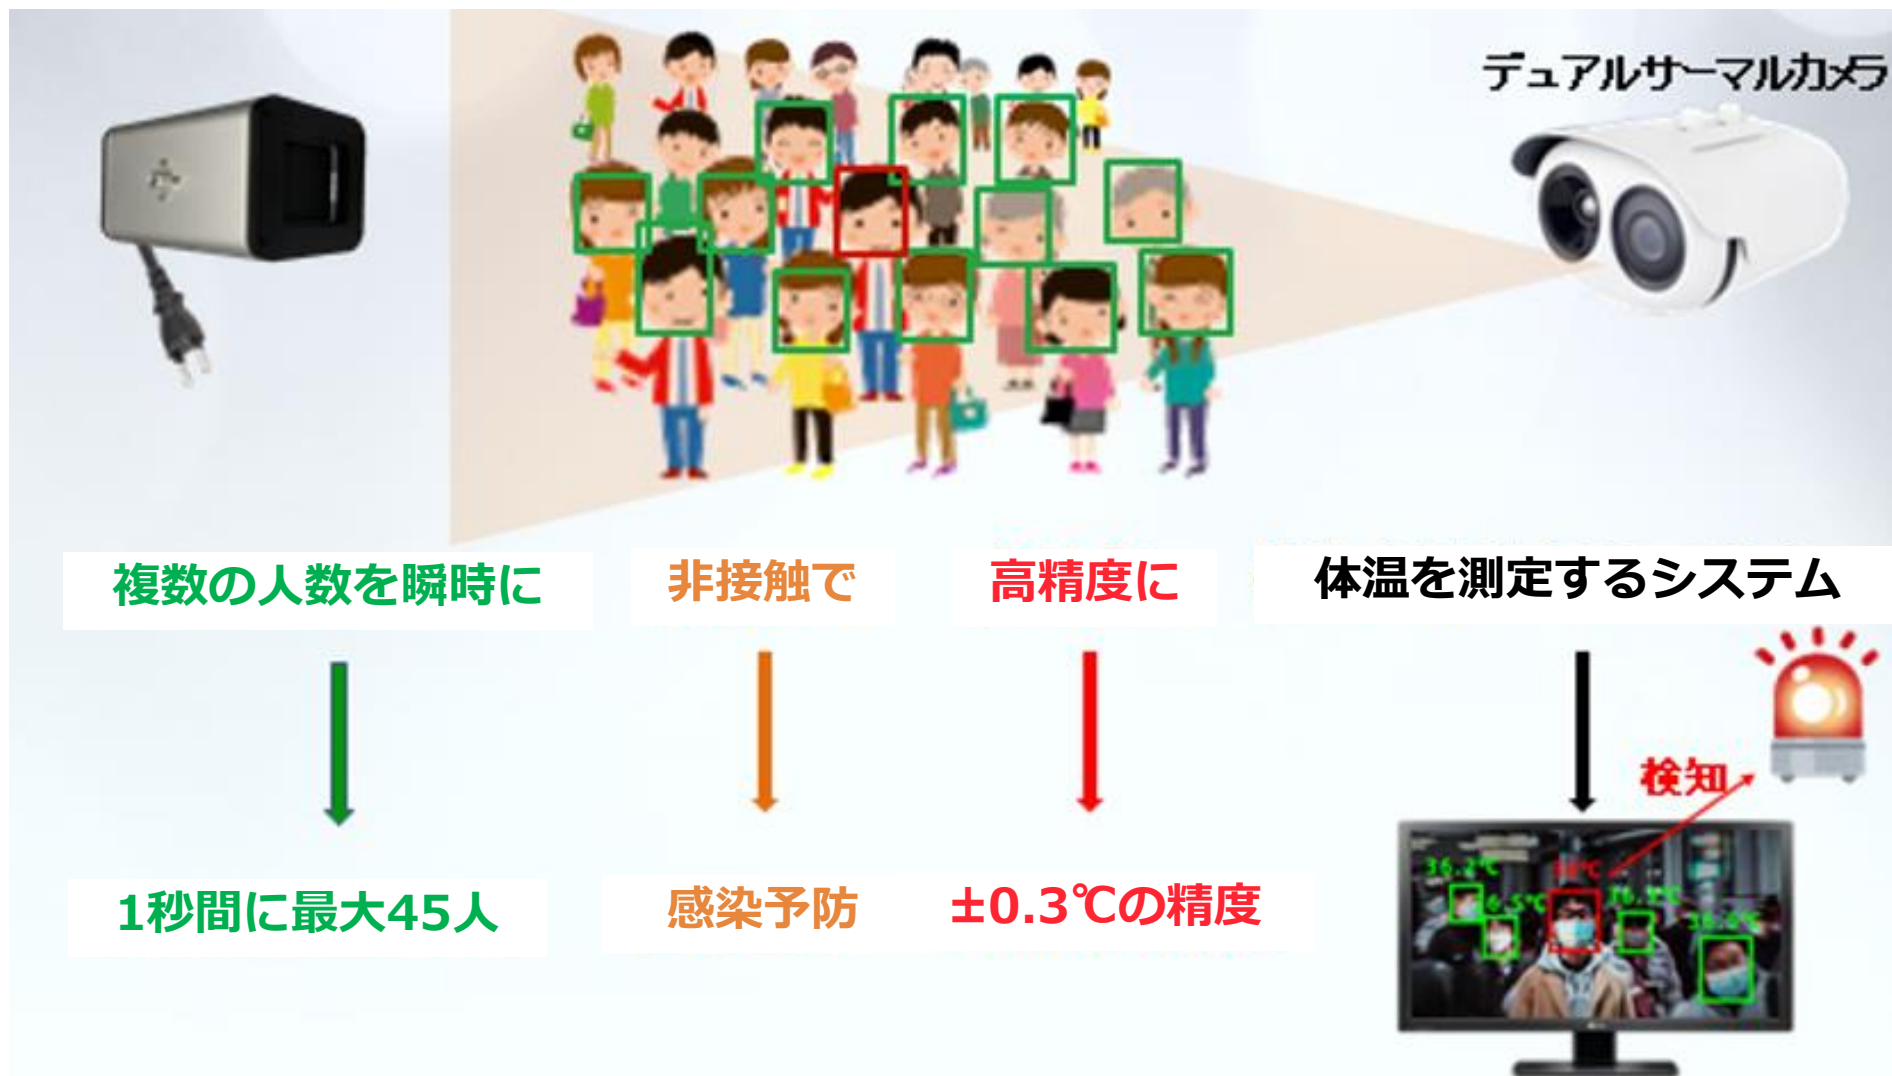 デュアルサーマルカメラ
複数の人数を瞬時に
非接触で
高精度に
体温を測定するシステム
検知
1秒間に最大45人
感染予防
±0.3℃の精度
36.2℃